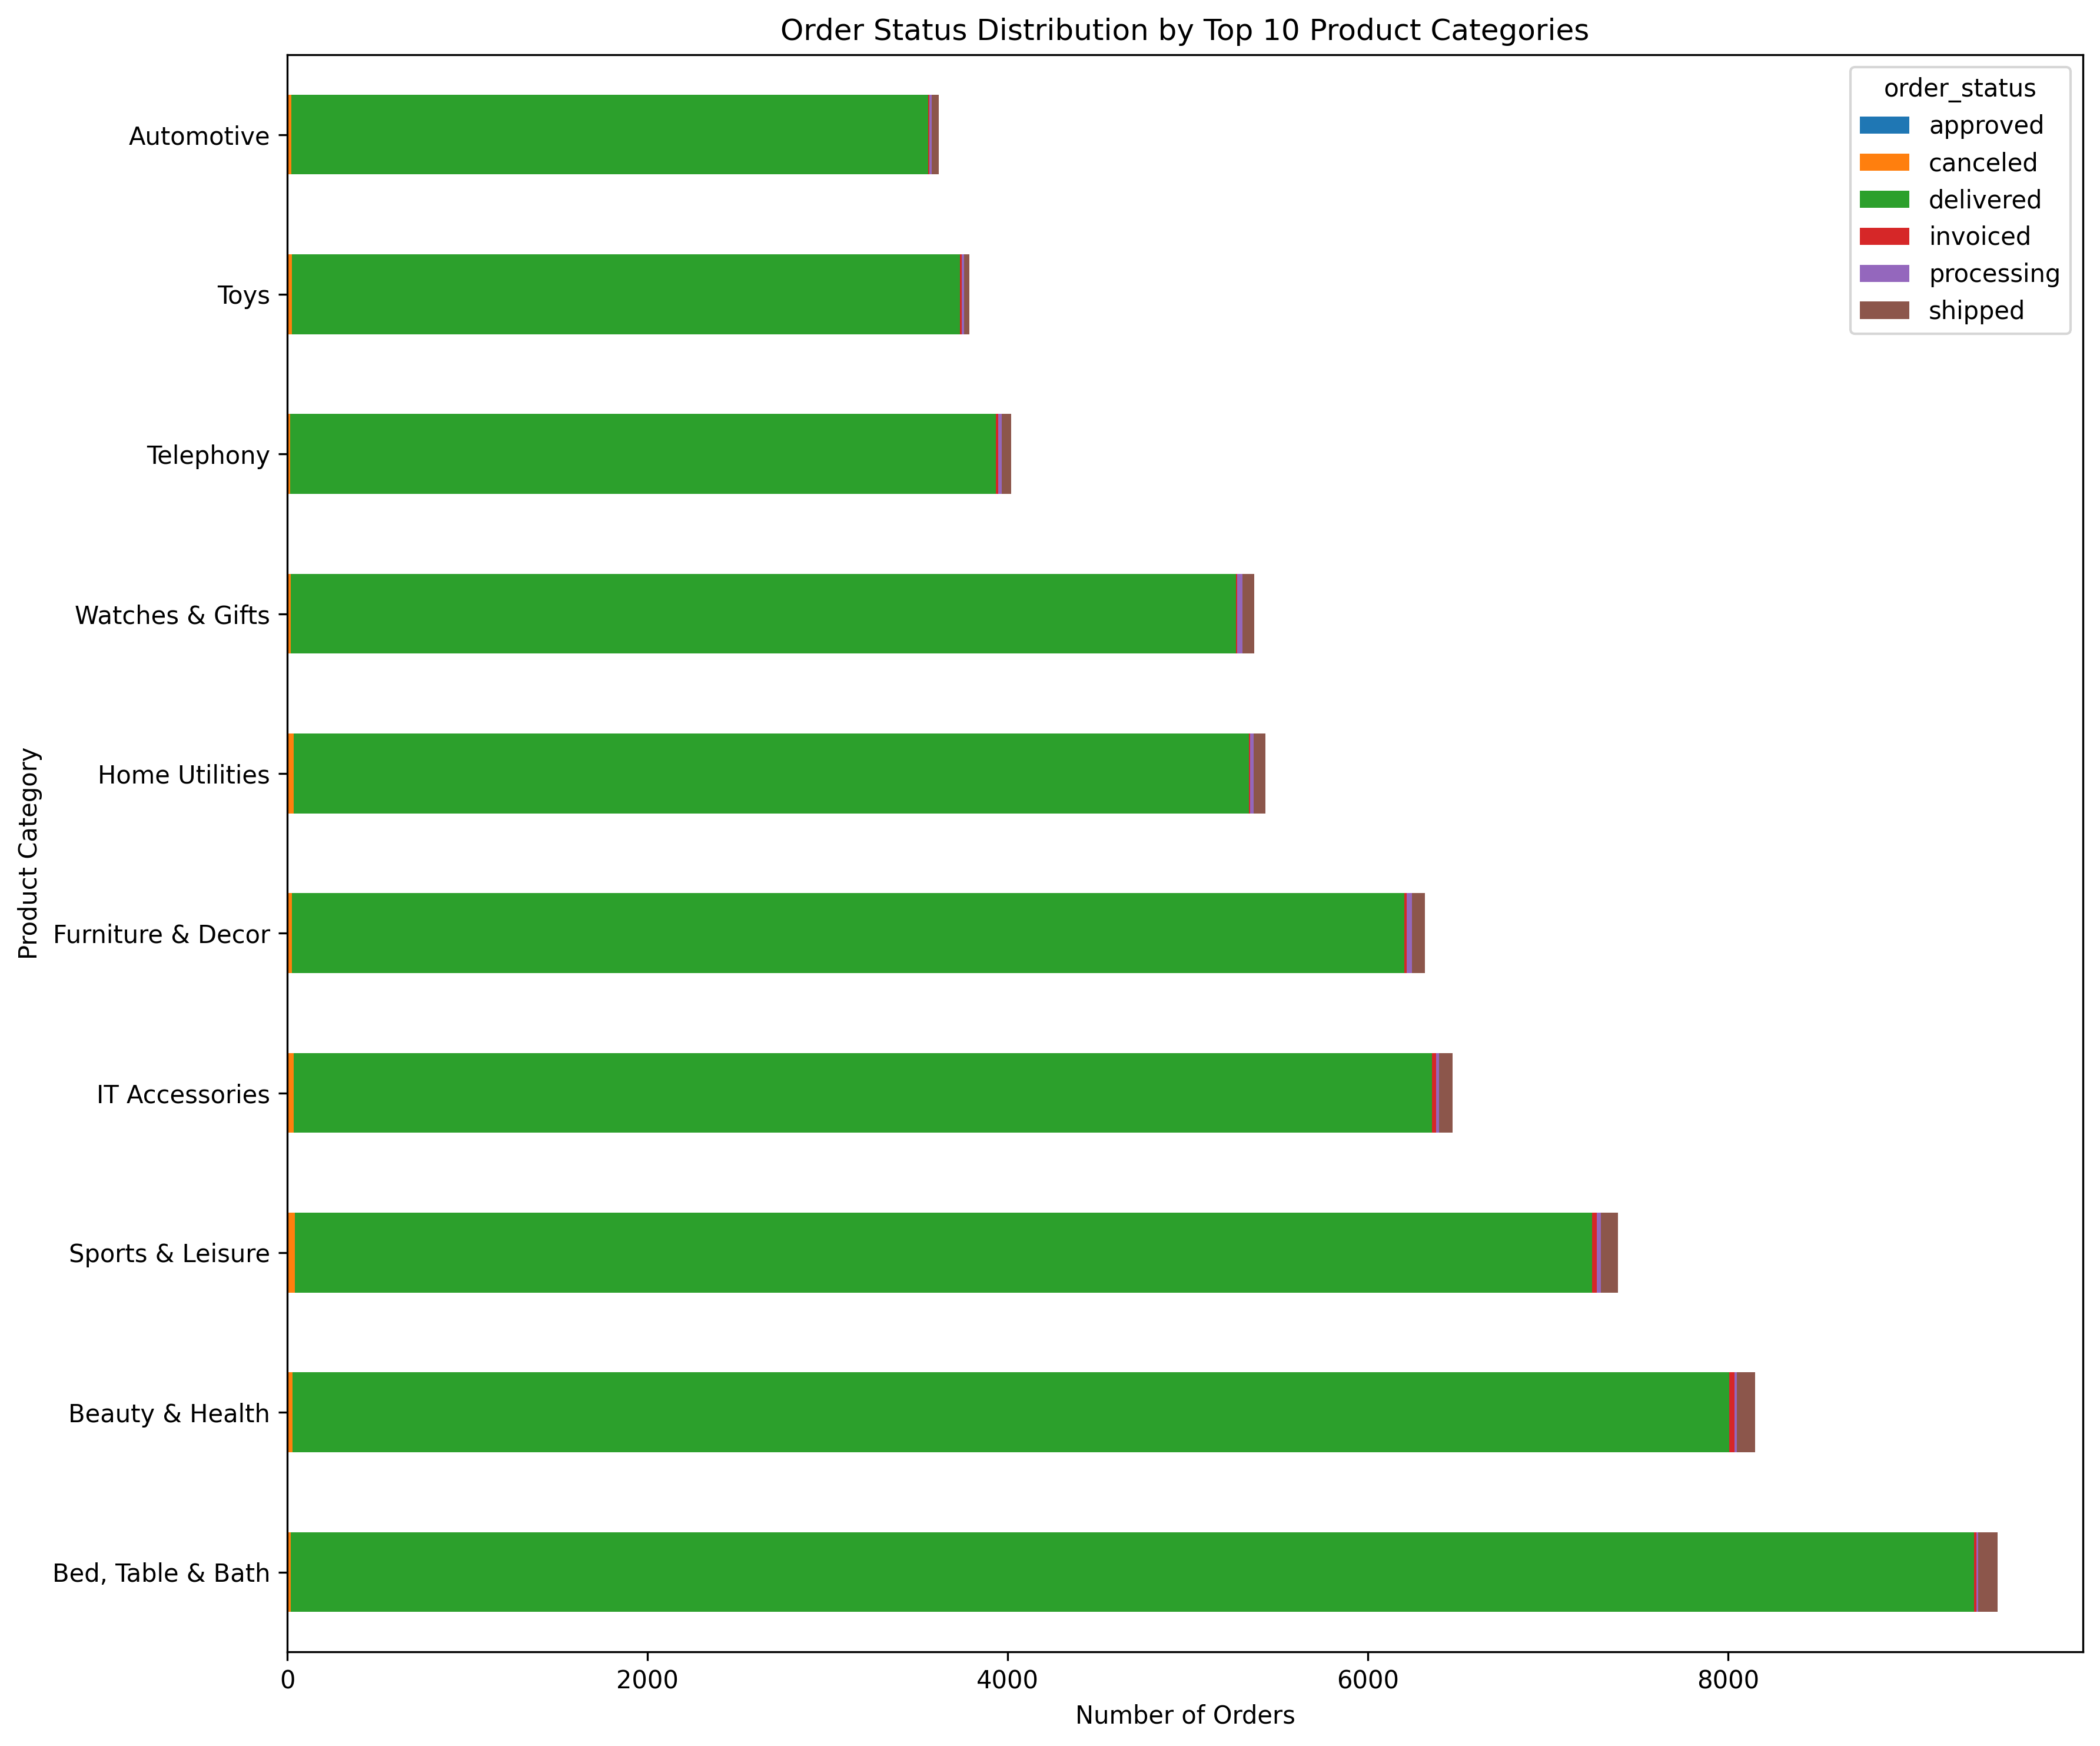 Order Status Distribution by Top 10 Product Categories
order_status
approved
canceled
delivered
invoiced
processing
shipped
Product Category
Automotive
Toys
Telephony
Watches & Gifts
Home Utilities
Furniture & Decor
IT Accessories
Sports & Leisure
Beauty & Health
Bed, Table & Bath
0 2000 4000 6000 8000
Number of Orders